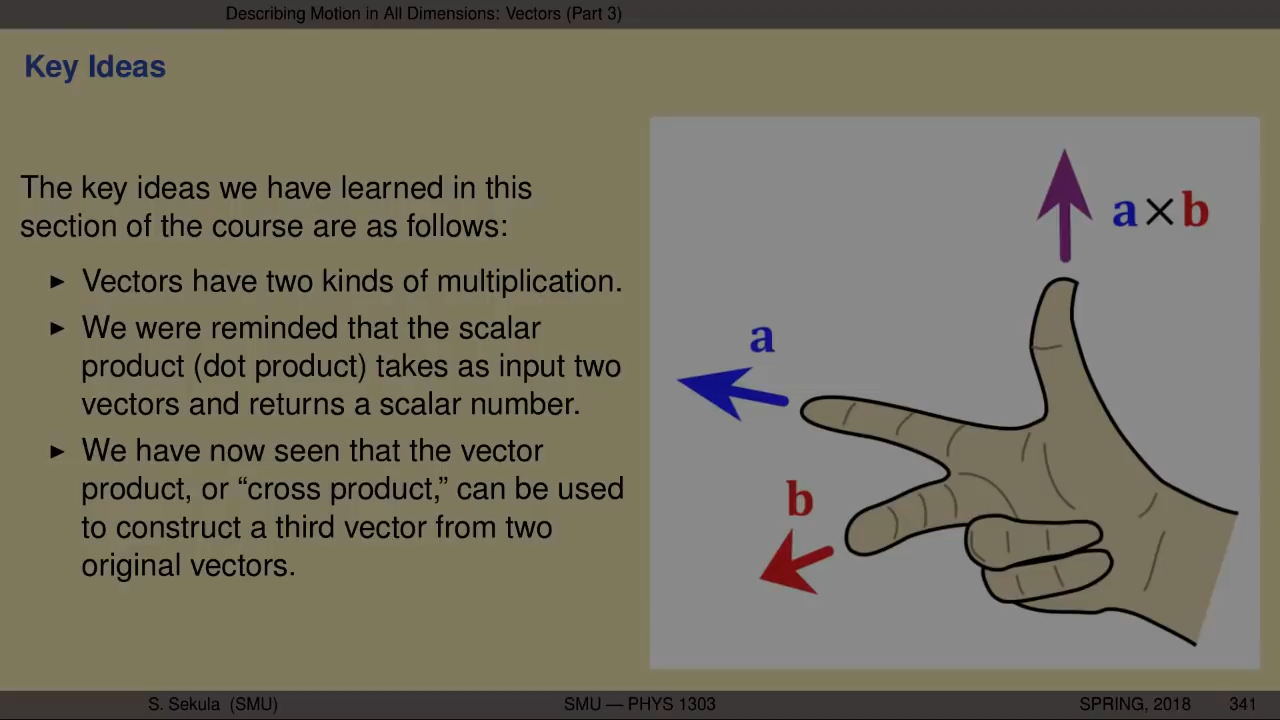 Describing Motion in All Dimensions: Vectors (Part 3)
Key Ideas
The key ideas we have learned in this
section of the course are as follows:
▶ Vectors have two kinds of multiplication.
▶ We were reminded that the scalar
product (dot product) takes as input two
vectors and returns a scalar number.
▶ We have now seen that the vector
product, or “cross product,” can be used
to construct a third vector from two
original vectors.
a×b
a
b
S. Sekula (SMU)
SMU — PHYS 1303
SPRING, 2018
341